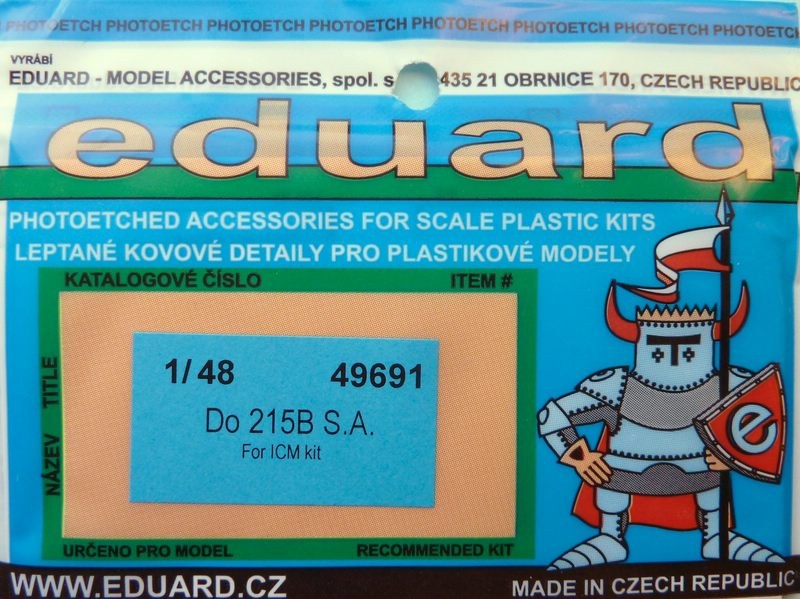 PHOTOETCH PHOTOETCH PHOTOETCH PHOTOETCH PHOTOETCH PHOTOETCH PHOTOETCH PHOTOETCH
VYRÁBÍ
EDUARD - MODEL ACCESSORIES, spol. s 435 21 OBRNICE 170, CZECH REPUBLIC
eduard
PHOTOETCHED ACCESSORIES FOR SCALE PLASTIC KITS
LEPTANÉ KOVOVÉ DETAILY PRO PLASTIKOVÉ MODELY
KATALOGOVÉ ČÍSLO ITEM #
NÁZEV TITLE
1/48 49691
Do 215B S.A.
For ICM kit
e
URČENO PRO MODEL RECOMMENDED KIT
WWW.EDUARD.CZ MADE IN CZECH REPUBLIC